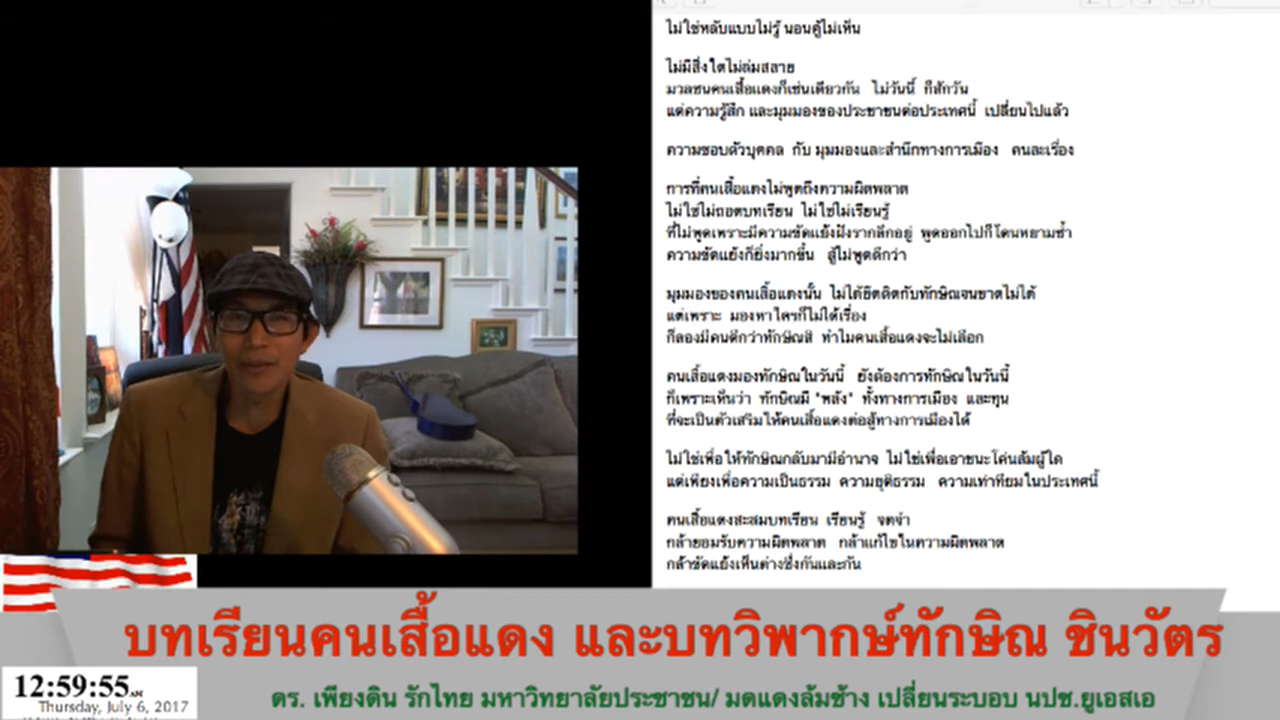 ไม่ใช่หลับแบบไม่รู้ นอนคู้ไม่เห็น
ไม่มีสิ่งใดไม่ล่มสลาย
มวลชนคนเสื้อแดงก็เช่นเดียวกัน ไม่วันนี้ ก็สักวัน
แต่ความรู้สึก และมุมมองของประชาชนต่อประเทศนี้ เปลี่ยนไปแล้ว
ความชอบตัวบุคคล กับ มุมมองและสำนึกทางการเมือง คนละเรื่อง
การที่คนเสื้อแดงไม่พูดถึงความผิดพลาด
ไม่ใช่ไม่ถอดบทเรียน ไม่ใช่ไม่เรียนรู้
ที่ไม่พูดเพราะมีความขัดแย้งฝังรากลึกอยู่ พูดออกไปก็โดนหยามซ้ำ
ความขัดแย้งก็ยิ่งมากขึ้น สู้ไม่พูดดีกว่า
มุมมองของคนเสื้อแดงนั้น ไม่ได้ยึดติดกับทักษิณจนขาดไม่ได้
แต่เพราะ มองหาใครก็ไม่ได้เรื่อง
ก็ลองมีคนดีกว่าทักษิณสิ ทำไมคนเสื้อแดงจะไม่เลือก
คนเสื้อแดงมองทักษิณในวันนี้ ยังต้องการทักษิณในวันนี้
ก็เพราะเห็นว่า ทักษิณมี "พลัง" ทั้งทางการเมือง และทุน
ที่จะเป็นตัวเสริมให้คนเสื้อแดงต่อสู้ทางการเมืองได้
ไม่ใช่เพื่อให้ทักษิณกลับมามีอำนาจ ไม่ใช่เพื่อเอาชนะโค่นล้มผู้ใด
แต่เพียงเพื่อความเป็นธรรม ความยุติธรรม ความเท่าเทียมในประเทศนี้
คนเสื้อแดงสะสมบทเรียน เรียนรู้ จดจำ
กล้ายอมรับความผิดพลาด กล้าแก้ไขในความผิดพลาด
กล้าขัดแย้งเห็นต่างซึ่งกันและกัน
บทเรียนคนเสื้อแดง และบทวิพากษ์ทักษิณ ชินวัตร
12:59:55 AM
Thursday, July 6, 2017
ดร. เพียงดิน รักไทย มหาวิทยาลัยประชาชน/ มดแดงล้มช้าง เปลี่ยนระบอบ นปช.ยูเอสเอ